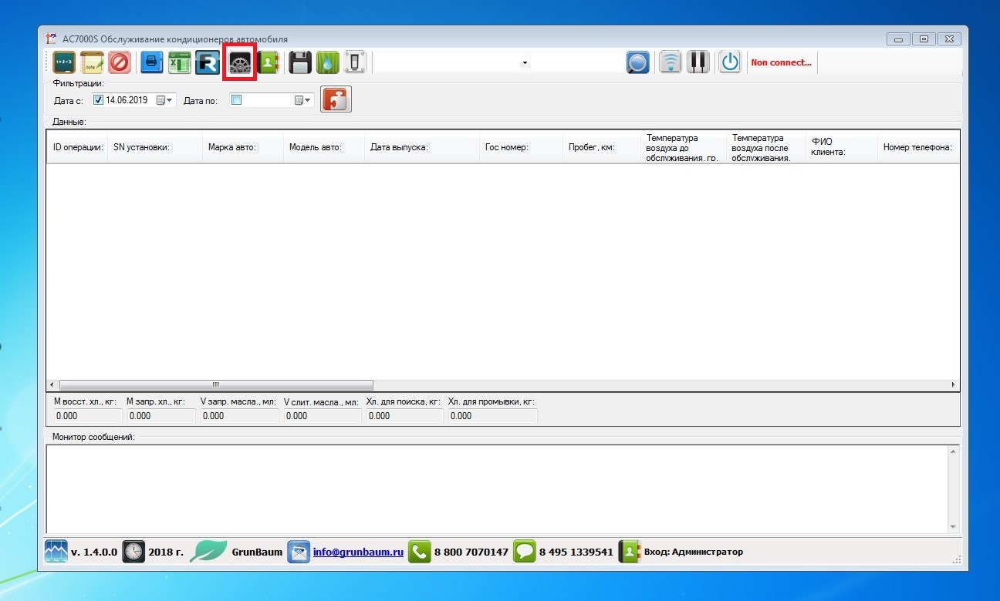 AC7000S Обслуживание кондиционеров автомобиля
1+2=3
note
R
Non connect...
Фильтрации:
Дата с: 14.06.2019 Дата по:
Данные:
ID операции: SN установки: Марка авто: Модель авто: Дата выпуска: Гос номер: Пробег, км:
Температура
воздуха до
обслуживания, гр.
Температура
воздуха после
обслуживания,
ФИО
клиента:
Номер телефона:
М восст. хл., кг: М запр. хл., кг: V запр. масла., мл: V слит. масла., мл: Хл. для поиска, кг: Хл. для промывки, кг:
0.000 0.000 0.000 0.000 0.000 0.000
Монитор сообщений:
v. 1.4.0.0 2018 г. GrunBaum info@grunbaum.ru 8 800 7070147 8 495 1339541 Вход: Администратор